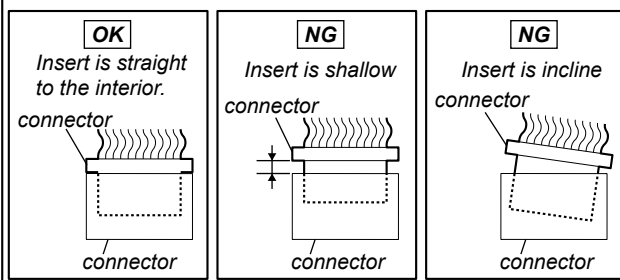 OK
Insert is straight
to the interior.
connector
connector
NG
Insert is shallow
connector
connector
NG
Insert is incline
connector
connector